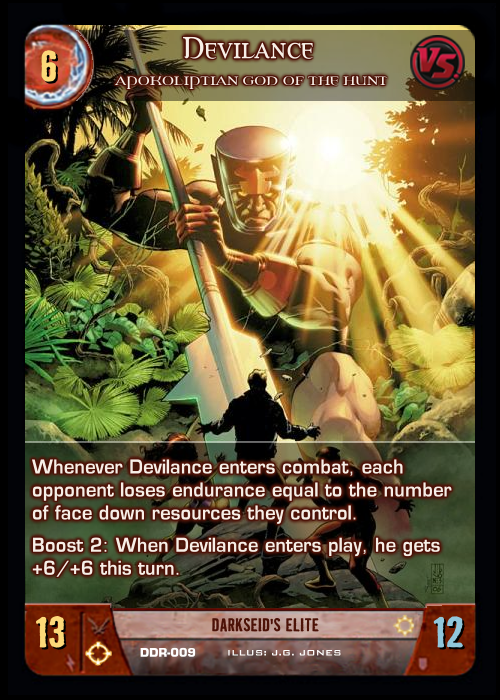 6
Devilance
VS
Apokoliptian God of the Hunt
Whenever Devilance enters combat, each
opponent loses endurance equal to the number
of face down resources they control.
Boost 2: When Devilance enters play, he gets
+6/+6 this turn.
13
DARKSEID'S ELITE
12
DDR-009 ILLUS: J.G. JONES